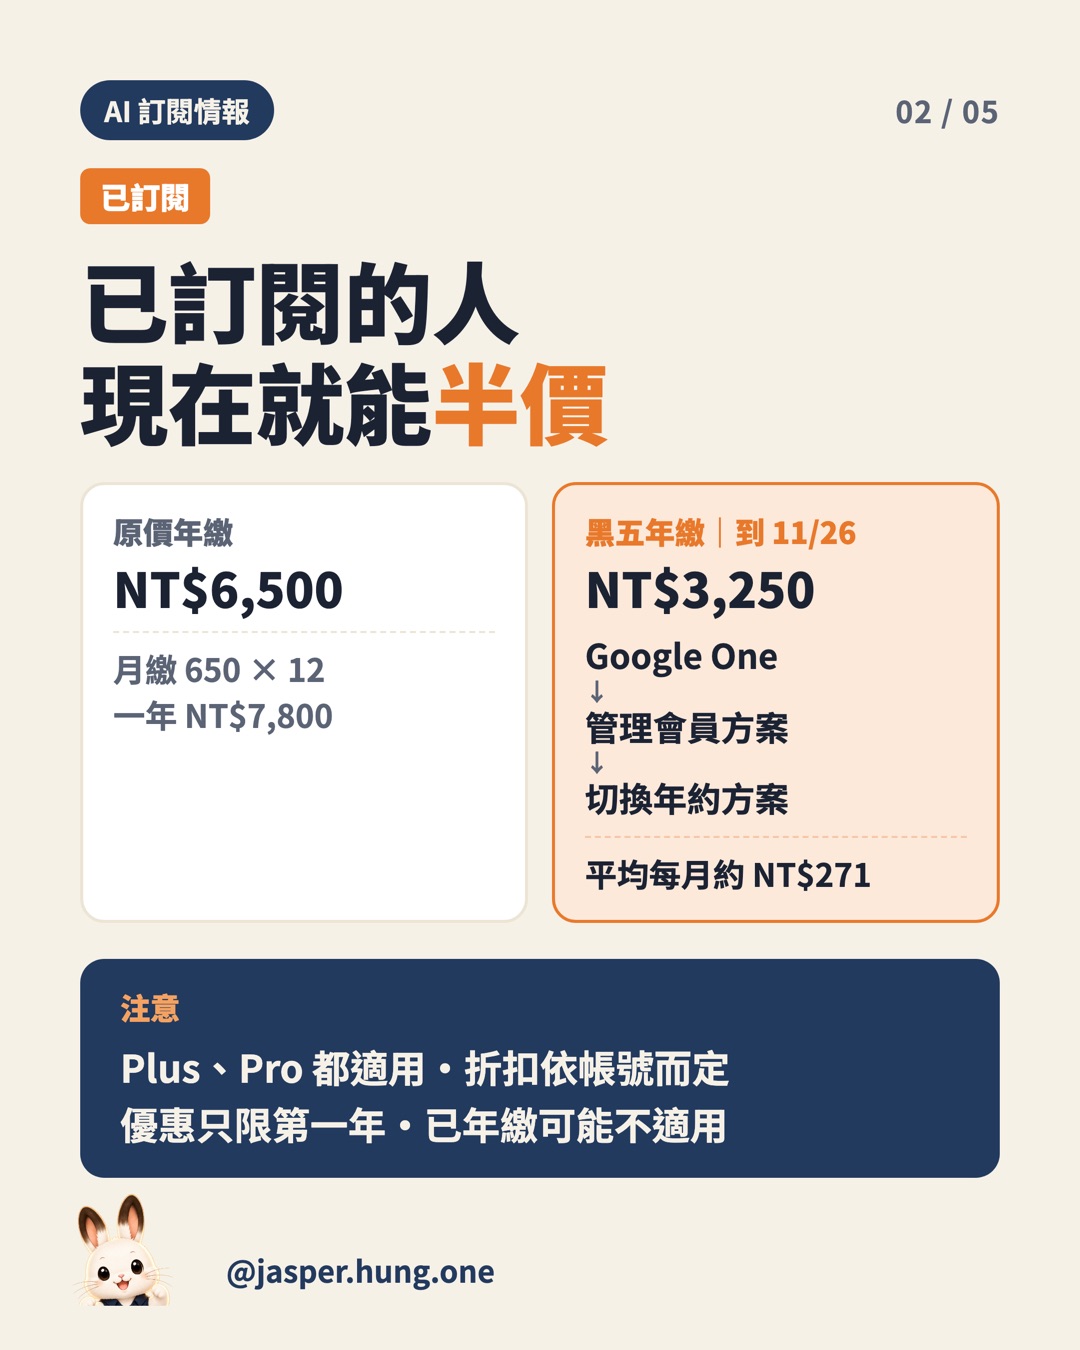 AI 訂閱情報
02 / 05
已訂閱
已訂閱的人
現在就能半價
原價年繳
NT$6,500
月繳 650 × 12
一年 NT$7,800
黑五年繳｜到 11/26
NT$3,250
Google One
↓
管理會員方案
↓
切換年約方案
平均每月約 NT$271
注意
Plus、Pro 都適用・折扣依帳號而定
優惠只限第一年・已年繳可能不適用
@jasper.hung.one